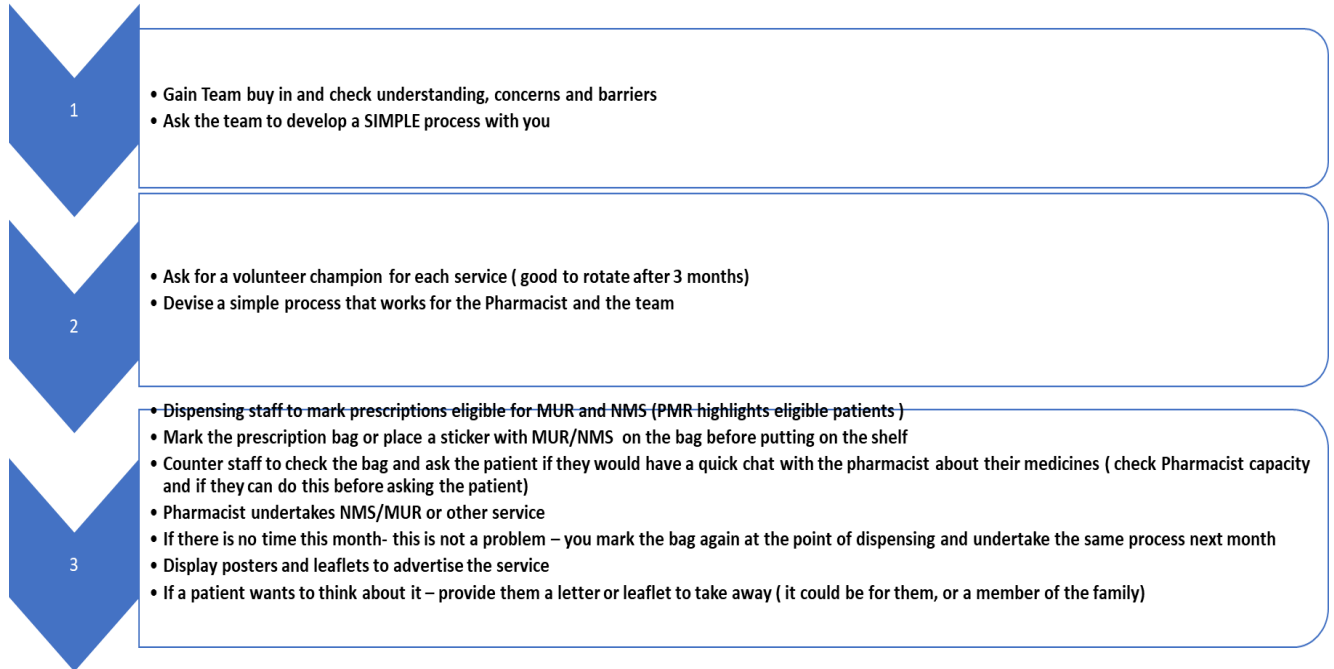 1
• Gain Team buy in and check understanding, concerns and barriers
• Ask the team to develop a SIMPLE process with you
2
• Ask for a volunteer champion for each service ( good to rotate after 3 months)
• Devise a simple process that works for the Pharmacist and the team
3
• Dispensing staff to mark prescriptions eligible for MUR and NMS (PMR highlights eligible patients )
• Mark the prescription bag or place a sticker with MUR/NMS on the bag before putting on the shelf
• Counter staff to check the bag and ask the patient if they would have a quick chat with the pharmacist about their medicines ( check Pharmacist capacity
and if they can do this before asking the patient)
• Pharmacist undertakes NMS/MUR or other service
• If there is no time this month- this is not a problem – you mark the bag again at the point of dispensing and undertake the same process next month
• Display posters and leaflets to advertise the service
• If a patient wants to think about it – provide them a letter or leaflet to take away ( it could be for them, or a member of the family)